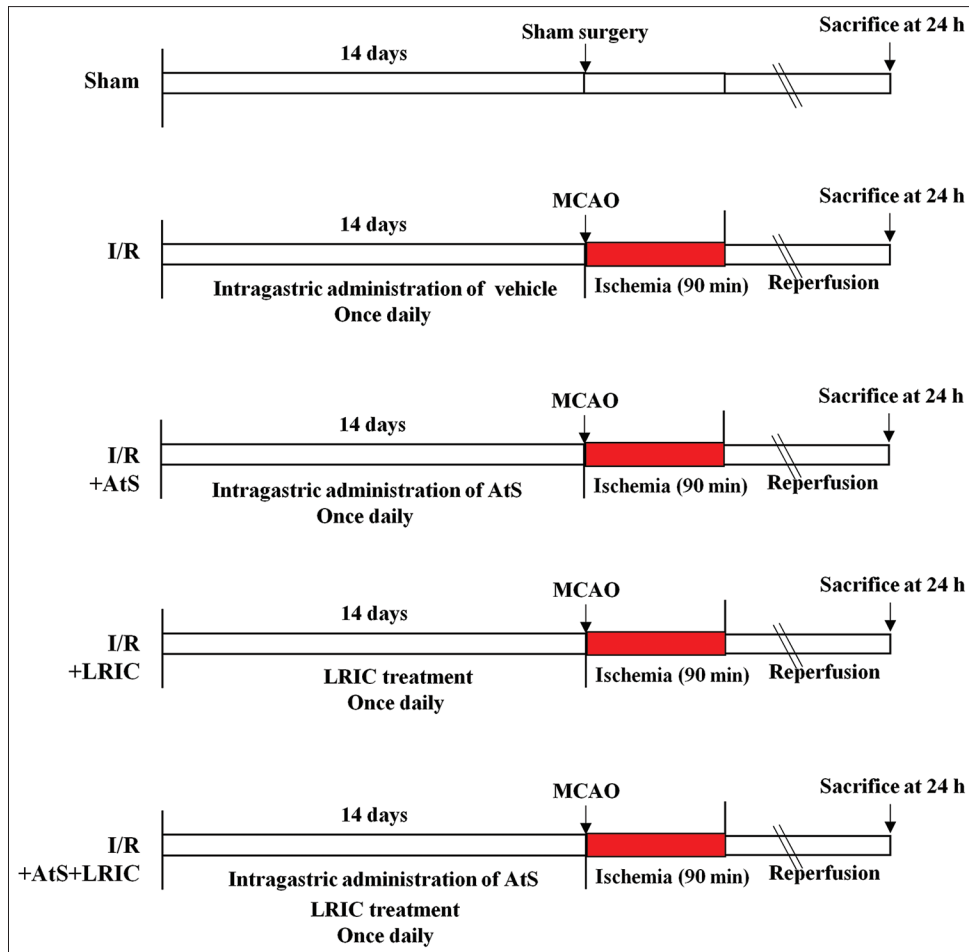 Sham surgery
Sacrifice at 24 h
14 days
Sham
MCAO
Sacrifice at 24 h
14 days
I/R
Intragastric administration of vehicle
Once daily
Ischemia (90 min)
Reperfusion
MCAO
Sacrifice at 24 h
14 days
I/R
+AtS
Intragastric administration of AtS
Once daily
Ischemia (90 min)
Reperfusion
MCAO
Sacrifice at 24 h
14 days
I/R
+LRIC
LRIC treatment
Once daily
Ischemia (90 min)
Reperfusion
MCAO
Sacrifice at 24 h
14 days
I/R
+AtS+LRIC
Intragastric administration of AtS
LRIC treatment
Once daily
Ischemia (90 min)
Reperfusion